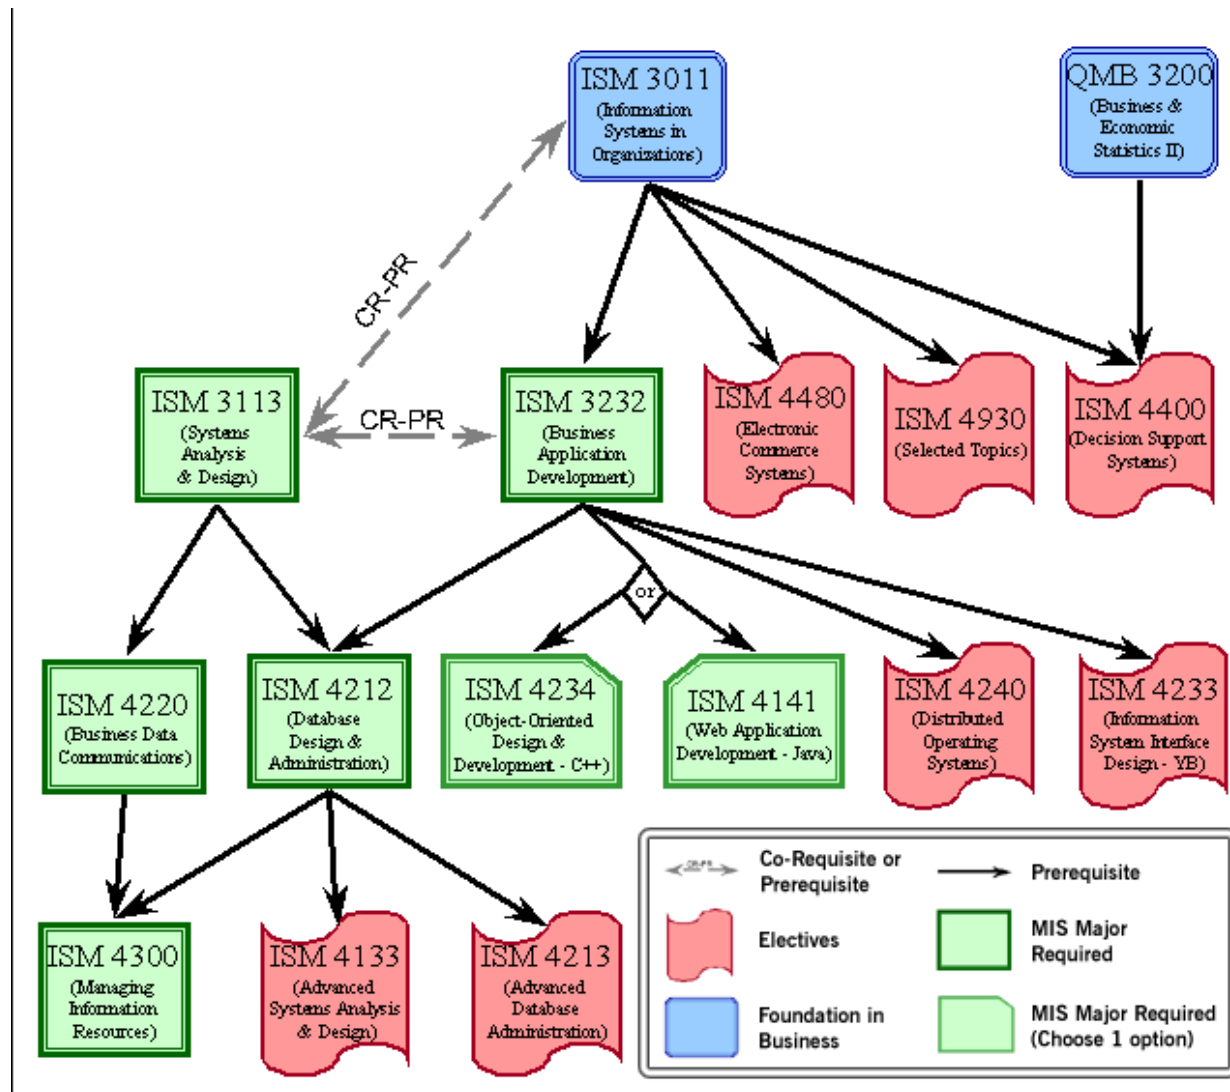 ISM 3011
(Information
Systems in
Organizations)
QMB 3200
(Business &
Economic
Statistics II)
CR-PR
ISM 3113
(Systems
Analysis
& Design)
CR-PR
ISM 3232
(Business
Application
Development)
ISM 4480
(Electronic
Commerce
Systems)
ISM 4930
(Selected Topics)
ISM 4400
(Decision Support
Systems)
or
ISM 4220
(Business Data
Communications)
ISM 4212
(Database
Design &
Administration)
ISM 4234
(Object-Oriented
Design &
Development - C++)
ISM 4141
(Web Application
Development - Java)
ISM 4240
(Distributed
Operating
Systems)
ISM 4233
(Information
System Interface
Design - YB)
ISM 4300
(Managing
Information
Resources)
ISM 4133
(Advanced
Systems Analysis
& Design)
ISM 4213
(Advanced
Database
Administration)
CR-PR
Co-Requisite or
Prerequisite
Prerequisite
Electives
MIS Major
Required
Foundation in
Business
MIS Major Required
(Choose 1 option)